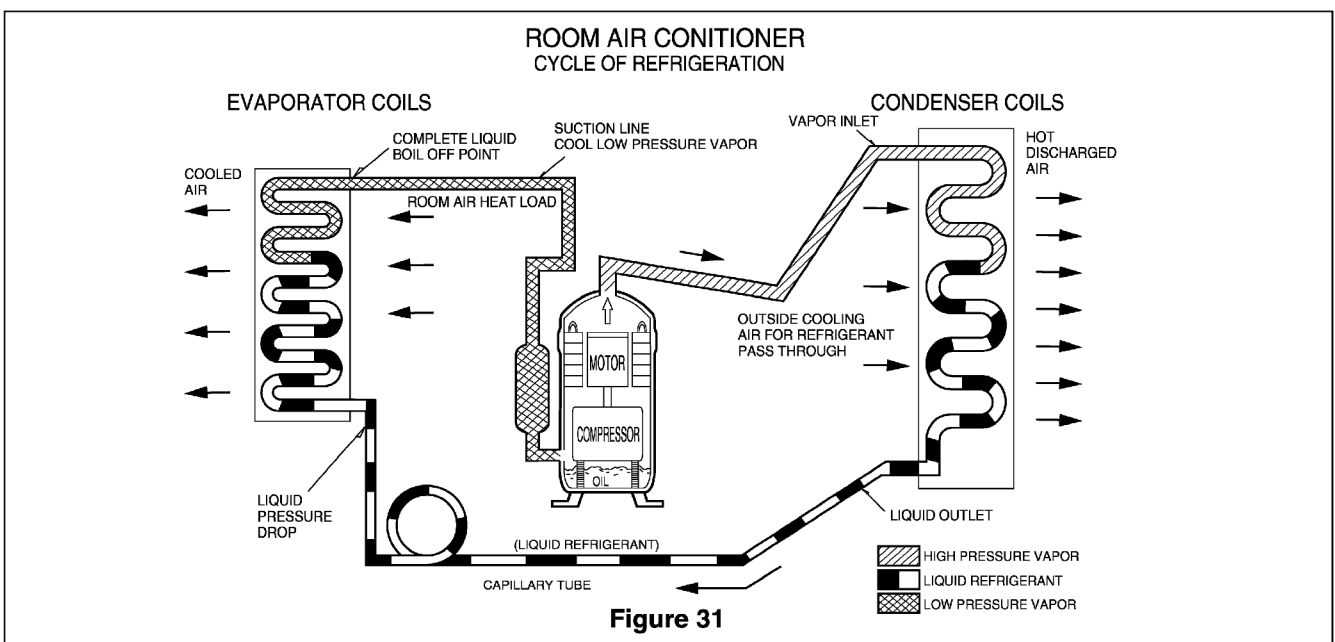 ROOM AIR CONITIONER
CYCLE OF REFRIGERATION
EVAPORATOR COILS
CONDENSER COILS
COMPLETE LIQUID
BOIL OFF POINT
SUCTION LINE
COOL LOW PRESSURE VAPOR
VAPOR INLET
HOT
DISCHARGED
AIR
COOLED
AIR
ROOM AIR HEAT LOAD
OUTSIDE COOLING
AIR FOR REFRIGERANT
PASS THROUGH
MOTOR
COMPRESSOR
OIL
LIQUID
PRESSURE
DROP
LIQUID OUTLET
(LIQUID REFRIGERANT)
CAPILLARY TUBE
HIGH PRESSURE VAPOR
LIQUID REFRIGERANT
LOW PRESSURE VAPOR
Figure 31